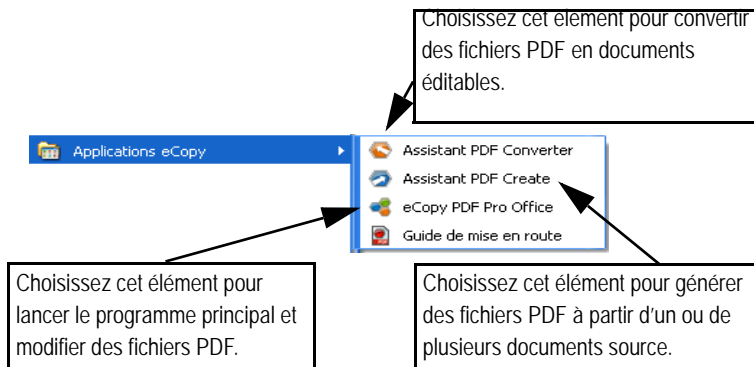 Choisissez cet élément pour convertir
des fichiers PDF en documents
éditables.
Applications eCopy
Assistant PDF Converter
Assistant PDF Create
eCopy PDF Pro Office
Guide de mise en route
Choisissez cet élément pour
lancer le programme principal et
modifier des fichiers PDF.
Choisissez cet élément pour générer
des fichiers PDF à partir d'un ou de
plusieurs documents source.